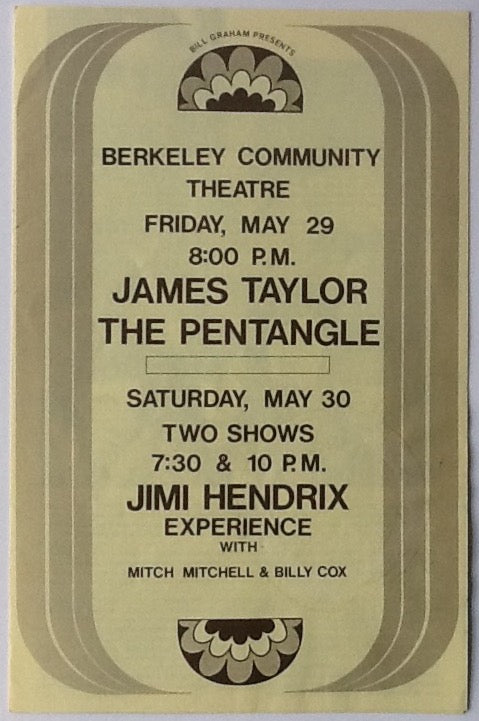 BILL GRAHAM PRESENTS
BERKELEY COMMUNITY
THEATRE
FRIDAY, MAY 29
8:00 P.M.
JAMES TAYLOR
THE PENTANGLE
SATURDAY, MAY 30
TWO SHOWS
7:30 & 10 P.M.
JIMI HENDRIX
EXPERIENCE
WITH
MITCH MITCHELL & BILLY COX